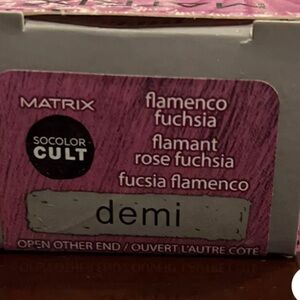 MATRIX
flamenco
fuchsia
SOCOLOR
CULT
flamant
rose fuchsia
fucsia flamenco
demi
OPEN OTHER END / OUVERT L'AUTRE CÔTÉ